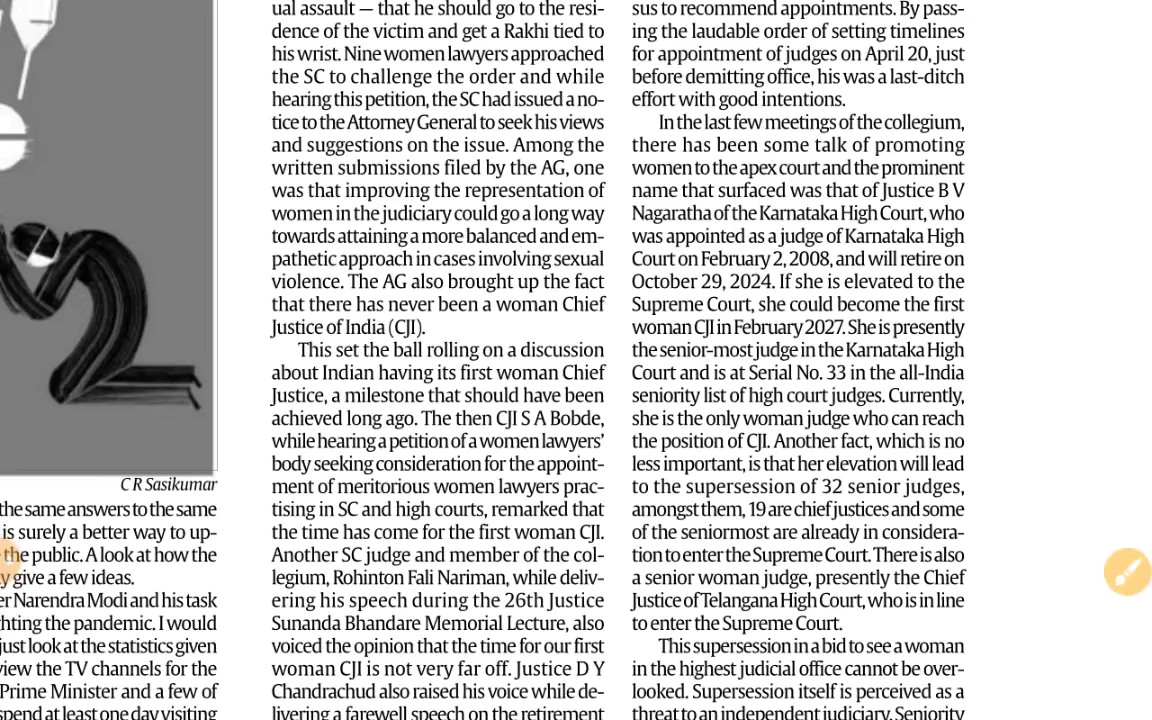 C R Sasikumar
the same answers to the same
is surely a better way to up-
the public. A look at how the
give a few ideas.
Narendra Modi and his task
the pandemic. I would
just look at the statistics given
view the TV channels for the
Prime Minister and a few of
spend at least one day visiting
ual assault — that he should go to the resi-
dence of the victim and get a Rakhi tied to
his wrist. Nine women lawyers approached
the SC to challenge the order and while
hearing this petition, the SC had issued a no-
tice to the Attorney General to seek his views
and suggestions on the issue. Among the
written submissions filed by the AG, one
was that improving the representation of
women in the judiciary could go a long way
towards attaining a more balanced and em-
pathetic approach in cases involving sexual
violence. The AG also brought up the fact
that there has never been a woman Chief
Justice of India (CJI).
This set the ball rolling on a discussion
about Indian having its first woman Chief
Justice, a milestone that should have been
achieved long ago. The then CJI S A Bobde,
while hearing a petition of a women lawyers’
body seeking consideration for the appoint-
ment of meritorious women lawyers prac-
tising in SC and high courts, remarked that
the time has come for the first woman CJI.
Another SC judge and member of the col-
legium, Rohinton Fali Nariman, while deliv-
ering his speech during the 26th Justice
Sunanda Bhandare Memorial Lecture, also
voiced the opinion that the time for our first
woman CJI is not very far off. Justice D Y
Chandrachud also raised his voice while de-
livering a farewell speech on the retirement
sus to recommend appointments. By pass-
ing the laudable order of setting timelines
for appointment of judges on April 20, just
before demitting office, his was a last-ditch
effort with good intentions.
In the last few meetings of the collegium,
there has been some talk of promoting
women to the apex court and the prominent
name that surfaced was that of Justice B V
Nagaratha of the Karnataka High Court, who
was appointed as a judge of Karnataka High
Court on February 2, 2008, and will retire on
October 29, 2024. If she is elevated to the
Supreme Court, she could become the first
woman CJI in February 2027. She is presently
the senior-most judge in the Karnataka High
Court and is at Serial No. 33 in the all-India
seniority list of high court judges. Currently,
she is the only woman judge who can reach
the position of CJI. Another fact, which is no
less important, is that her elevation will lead
to the supersession of 32 senior judges,
amongst them, 19 are chief justices and some
of the seniormost are already in considera-
tion to enter the Supreme Court. There is also
a senior woman judge, presently the Chief
Justice of Telangana High Court, who is in line
to enter the Supreme Court.
This supersession in a bid to see a woman
in the highest judicial office cannot be over-
looked. Supersession itself is perceived as a
threat to an independent judiciary. Seniority